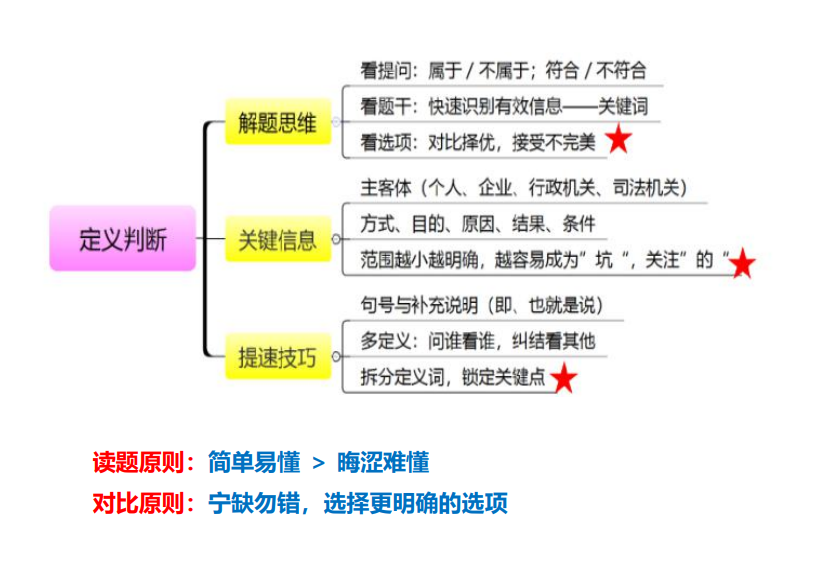 定义判断
解题思维
看提问：属于/不属于；符合/不符合
看题干：快速识别有效信息——关键词
看选项：对比择优，接受不完美
关键信息
主客体（个人、企业、行政机关、司法机关）
方式、目的、原因、结果、条件
范围越小越明确，越容易成为”坑“，关注”的“
提速技巧
句号与补充说明（即、也就是说）
多定义：问谁看谁，纠结看其他
拆分定义词，锁定关键点
读题原则：简单易懂 > 晦涩难懂
对比原则：宁缺勿错，选择更明确的选项